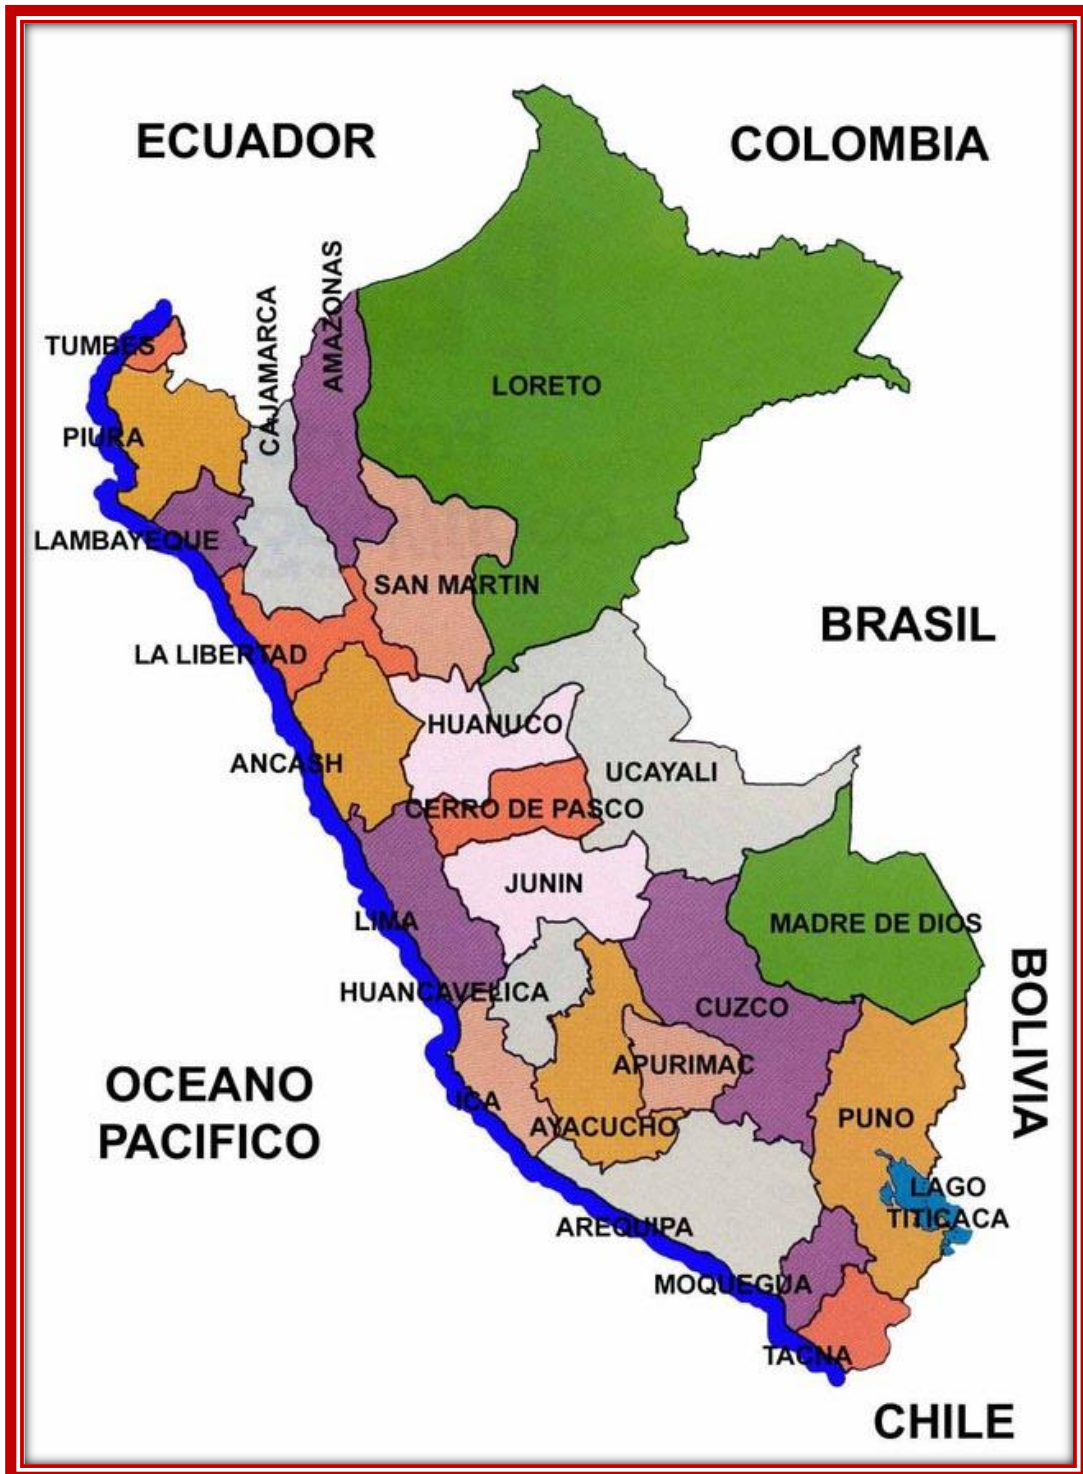 ECUADOR
COLOMBIA
AMAZONAS
CAJAMARCA
TUMBES
LORETO
PIURA
LAMBAYEQUE
SAN MARTIN
BRASIL
LA LIBERTAD
HUANUCO
ANCASH
UCAYALI
CERRO DE PASCO
JUNIN
LIMA
MADRE DE DIOS
HUANCAVELICA
CUZCO
BOLIVIA
APURIMAC
OCEANO
PACIFICO
ICA
AYACUCHO
PUNO
LAGO
TITICACA
AREQUIPA
MOQUEGUA
TACNA
CHILE